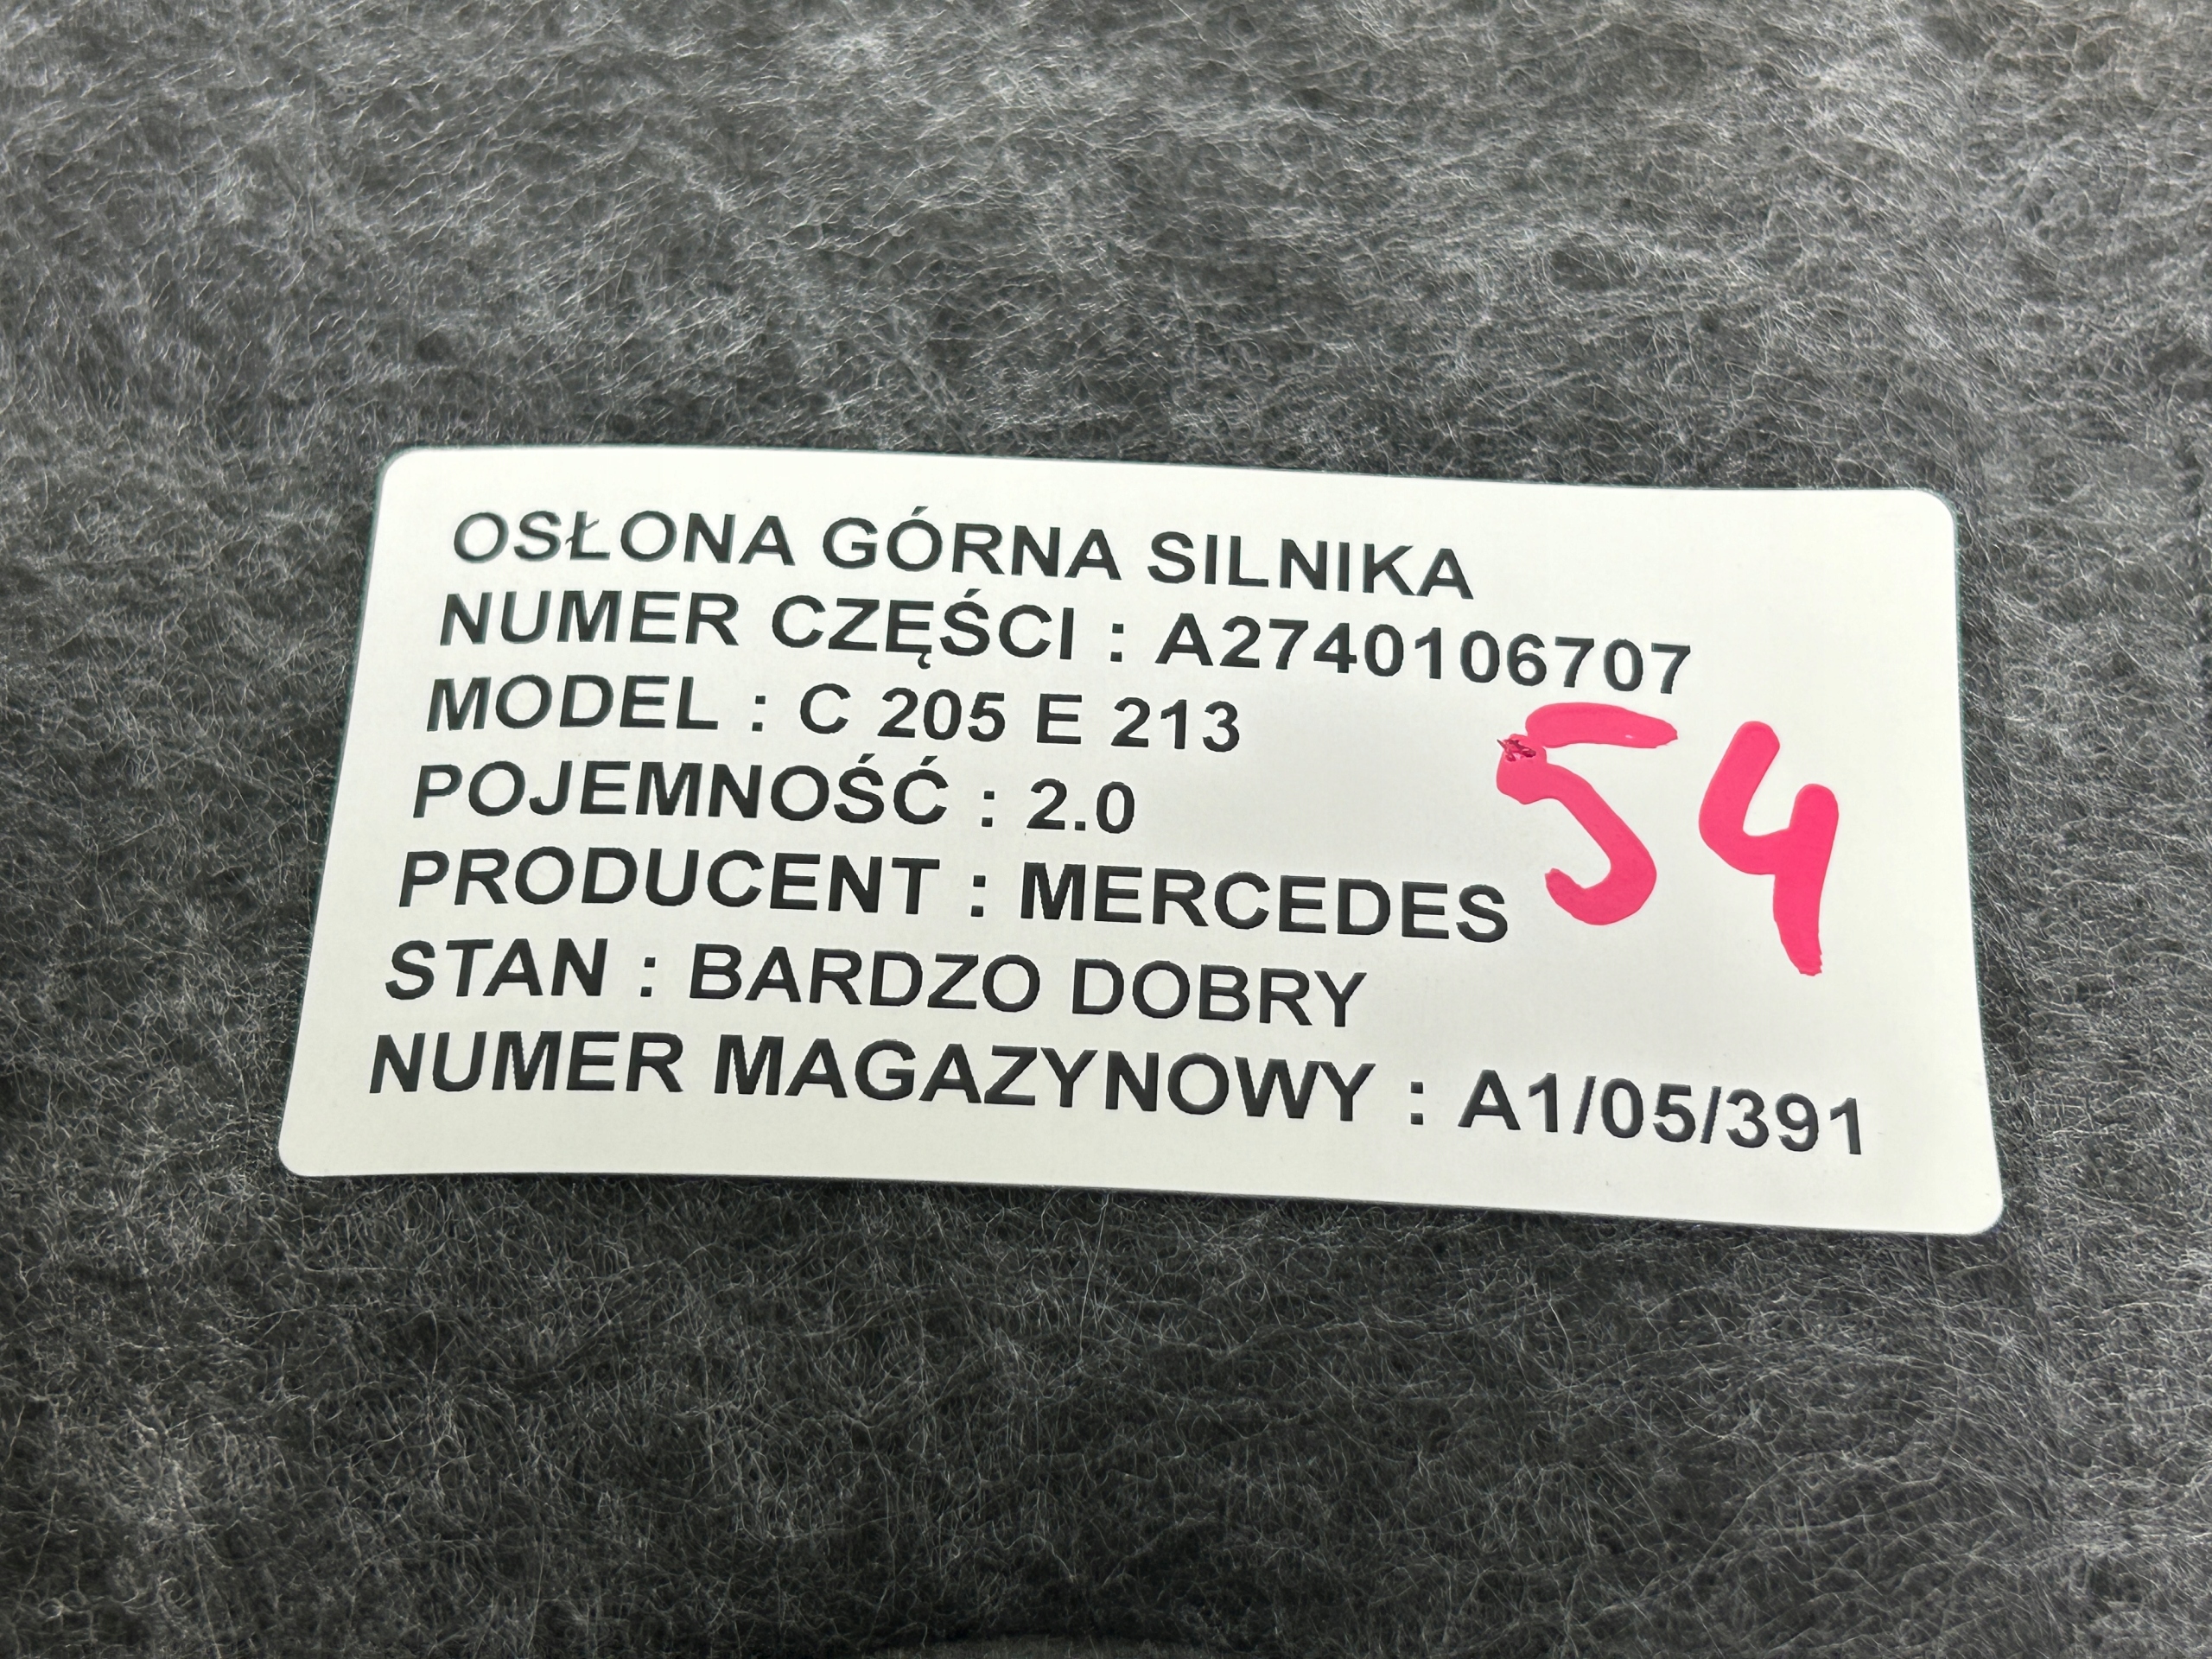 OSŁONA GÓRNA SILNIKA
NUMER CZĘŚCI : A2740106707
MODEL : C 205 E 213
POJEMNOŚĆ : 2.0
54
PRODUCENT : MERCEDES
STAN : BARDZO DOBRY
NUMER MAGAZYNOWY : A1/05/391